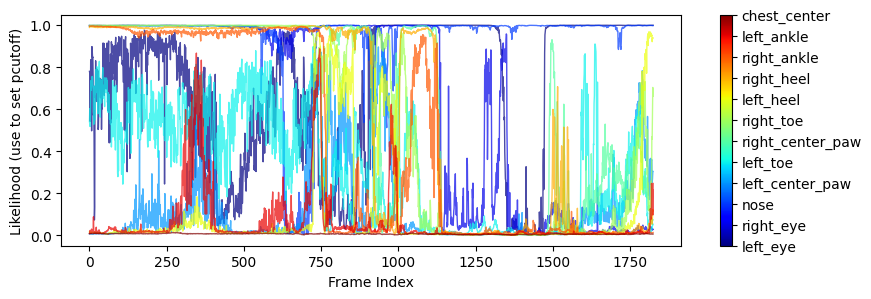 Likelihood (use to set pcutoff)
1.0
0.8
0.6
0.4
0.2
0.0
0
250
500
750
1000
1250
1500
1750
Frame Index
chest_center
left_ankle
right_ankle
right_heel
left_heel
right_toe
right_center_paw
left_toe
left_center_paw
nose
right_eye
left_eye